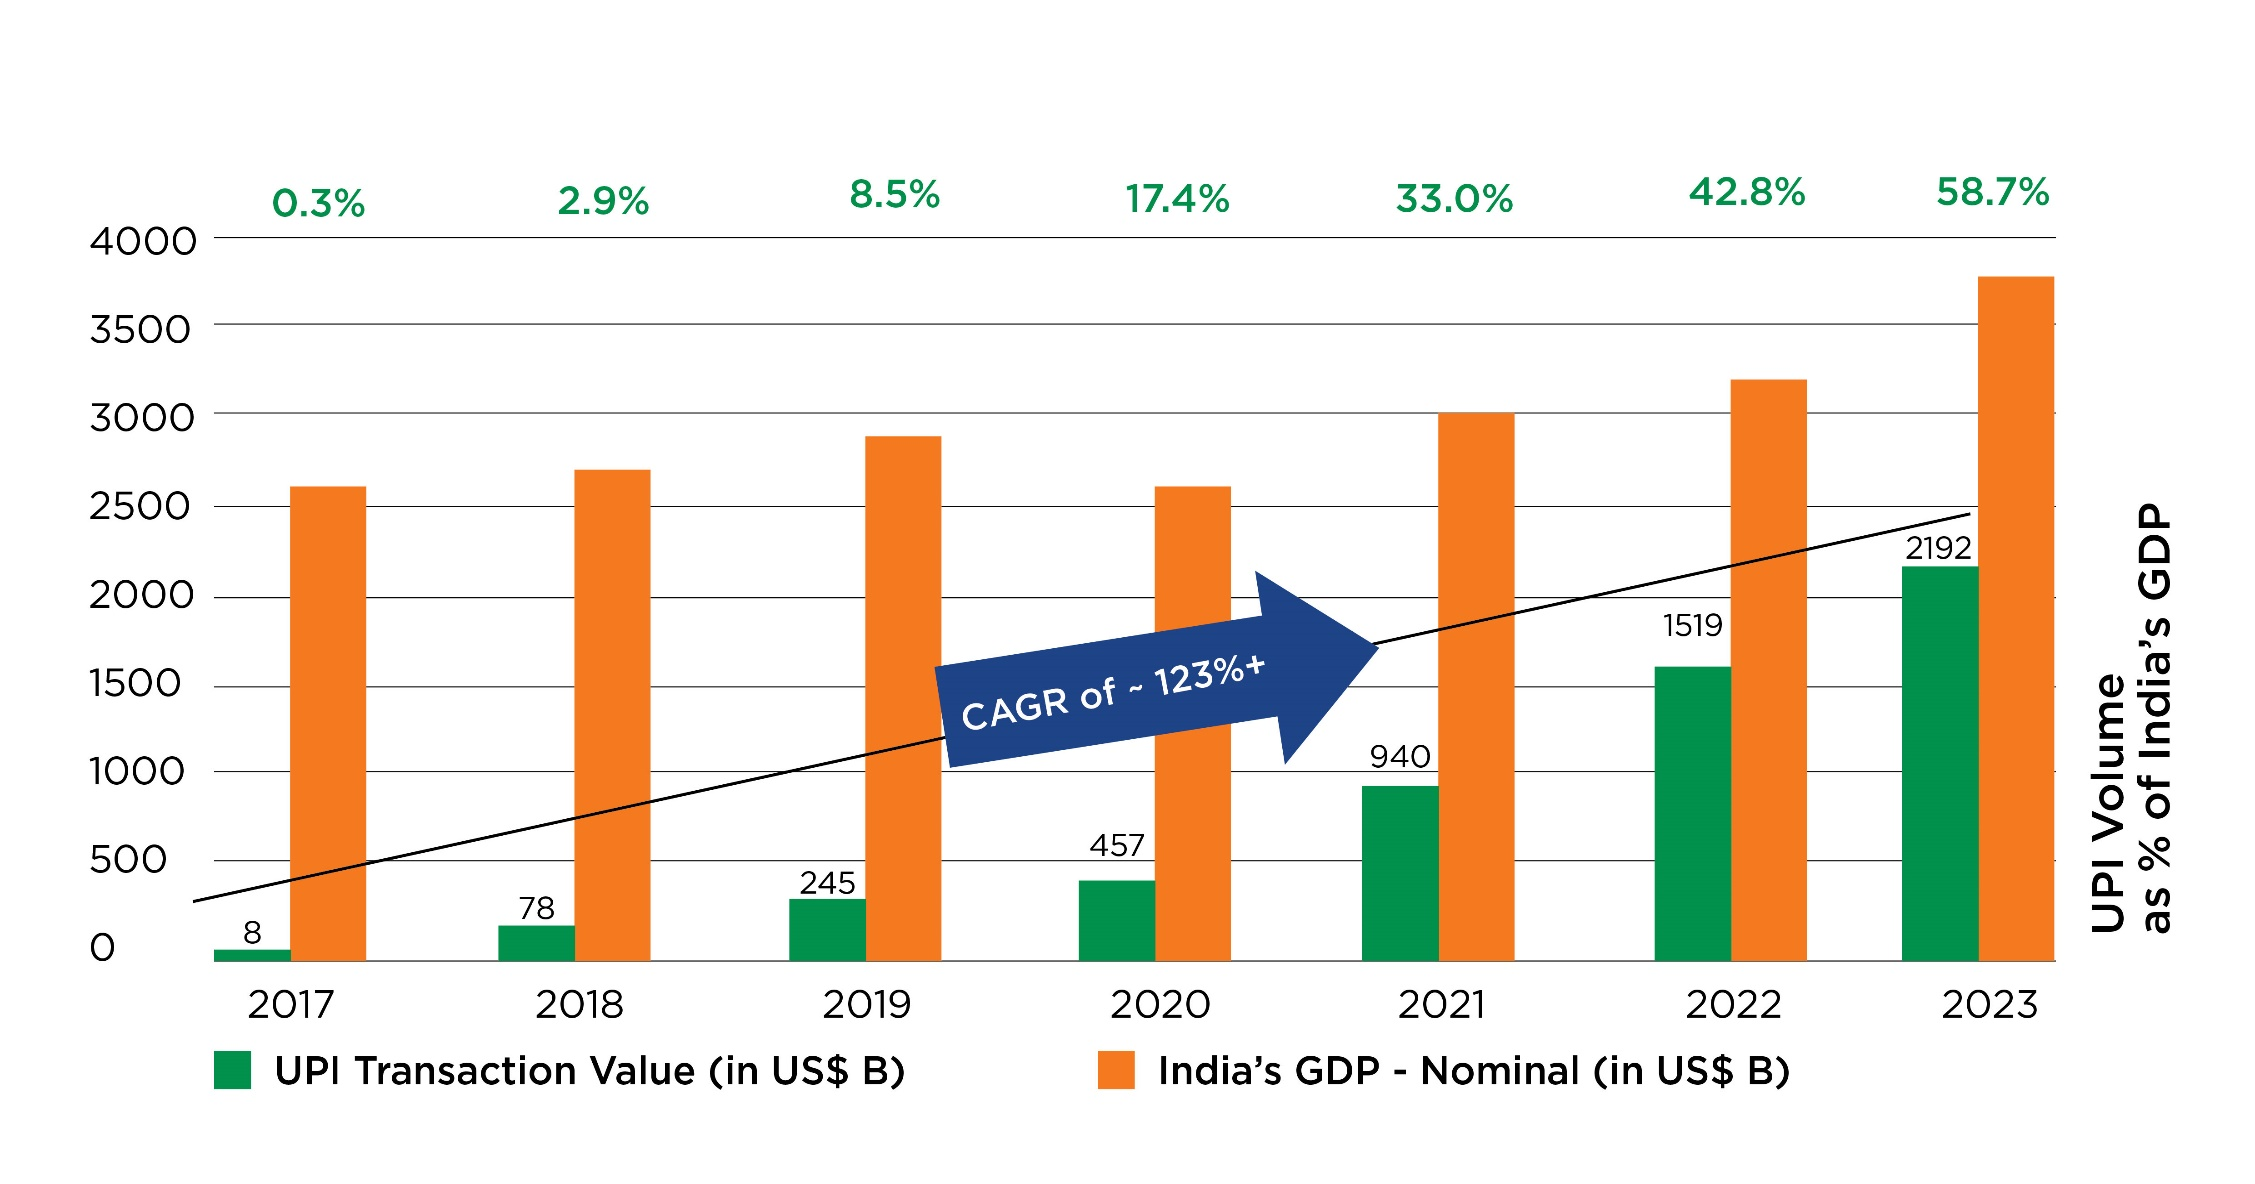 0.3% 2.9% 8.5% 17.4% 33.0% 42.8% 58.7%
4000
3500
3000
2500
2000
1500
1000
500
0
8
78
245
457
940
1519
2192
CAGR of ~ 123%+
UPI Volume
as % of India's GDP
2017 2018 2019 2020 2021 2022 2023
UPI Transaction Value (in US$ B)
India's GDP - Nominal (in US$ B)